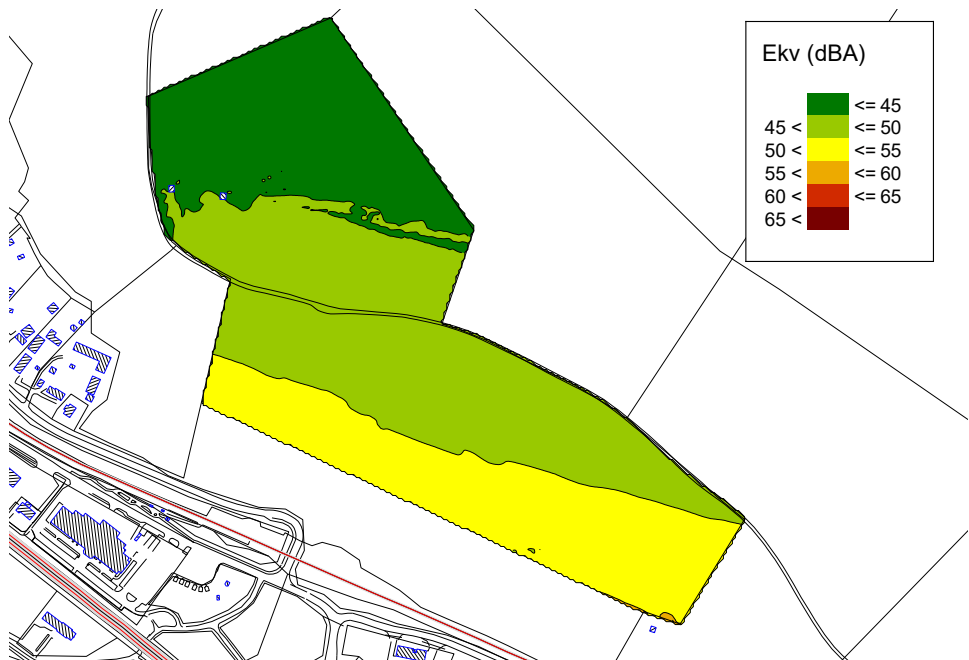 Ekv (dBA)
<= 45
45 < <= 50
50 < <= 55
55 < <= 60
60 < <= 65
65 <